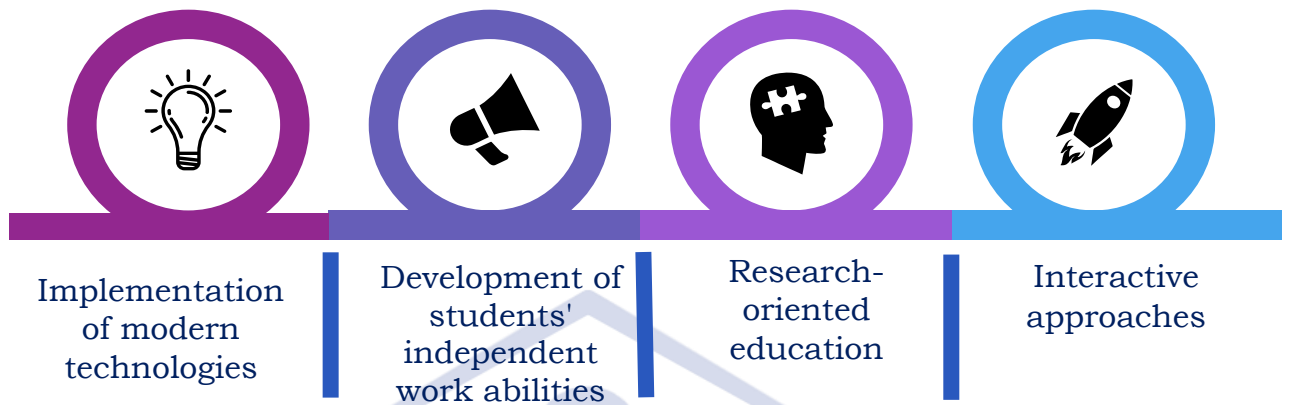 Implementation
of modern
technologies
Development of
students'
independent
work abilities
Research-
oriented
education
Interactive
approaches